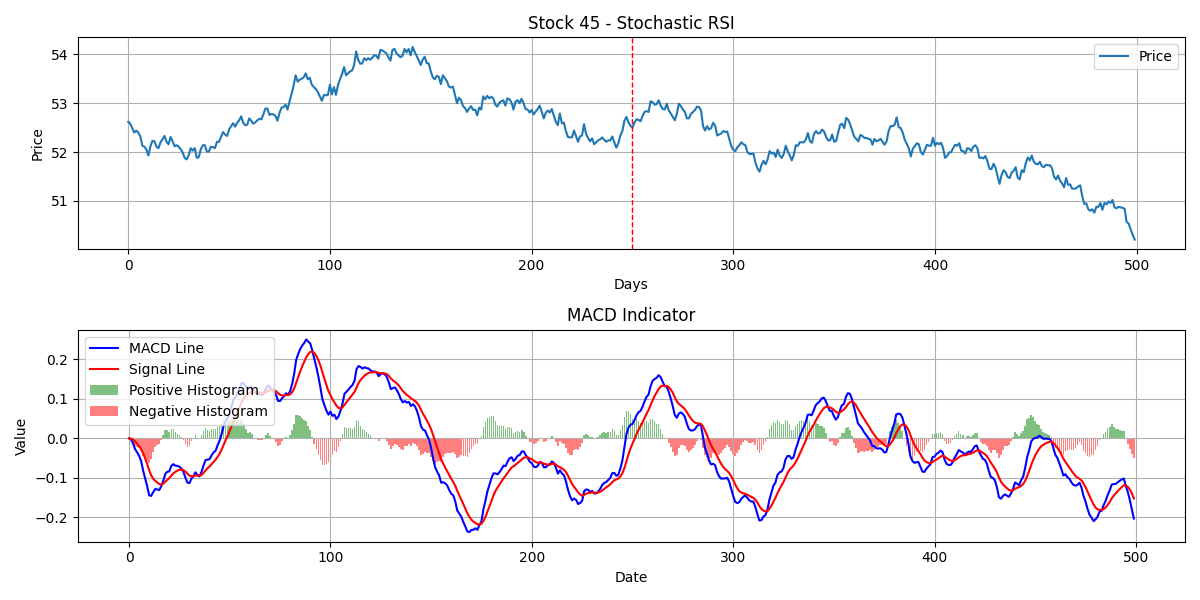 Stock 45 - Stochastic RSI
Price
54
53
52
51
Price
0 100 200 300 400 500
Days
MACD Indicator
MACD Line
Signal Line
Positive Histogram
Negative Histogram
0.2
0.1
0.0
−0.1
−0.2
Value
0 100 200 300 400 500
Date